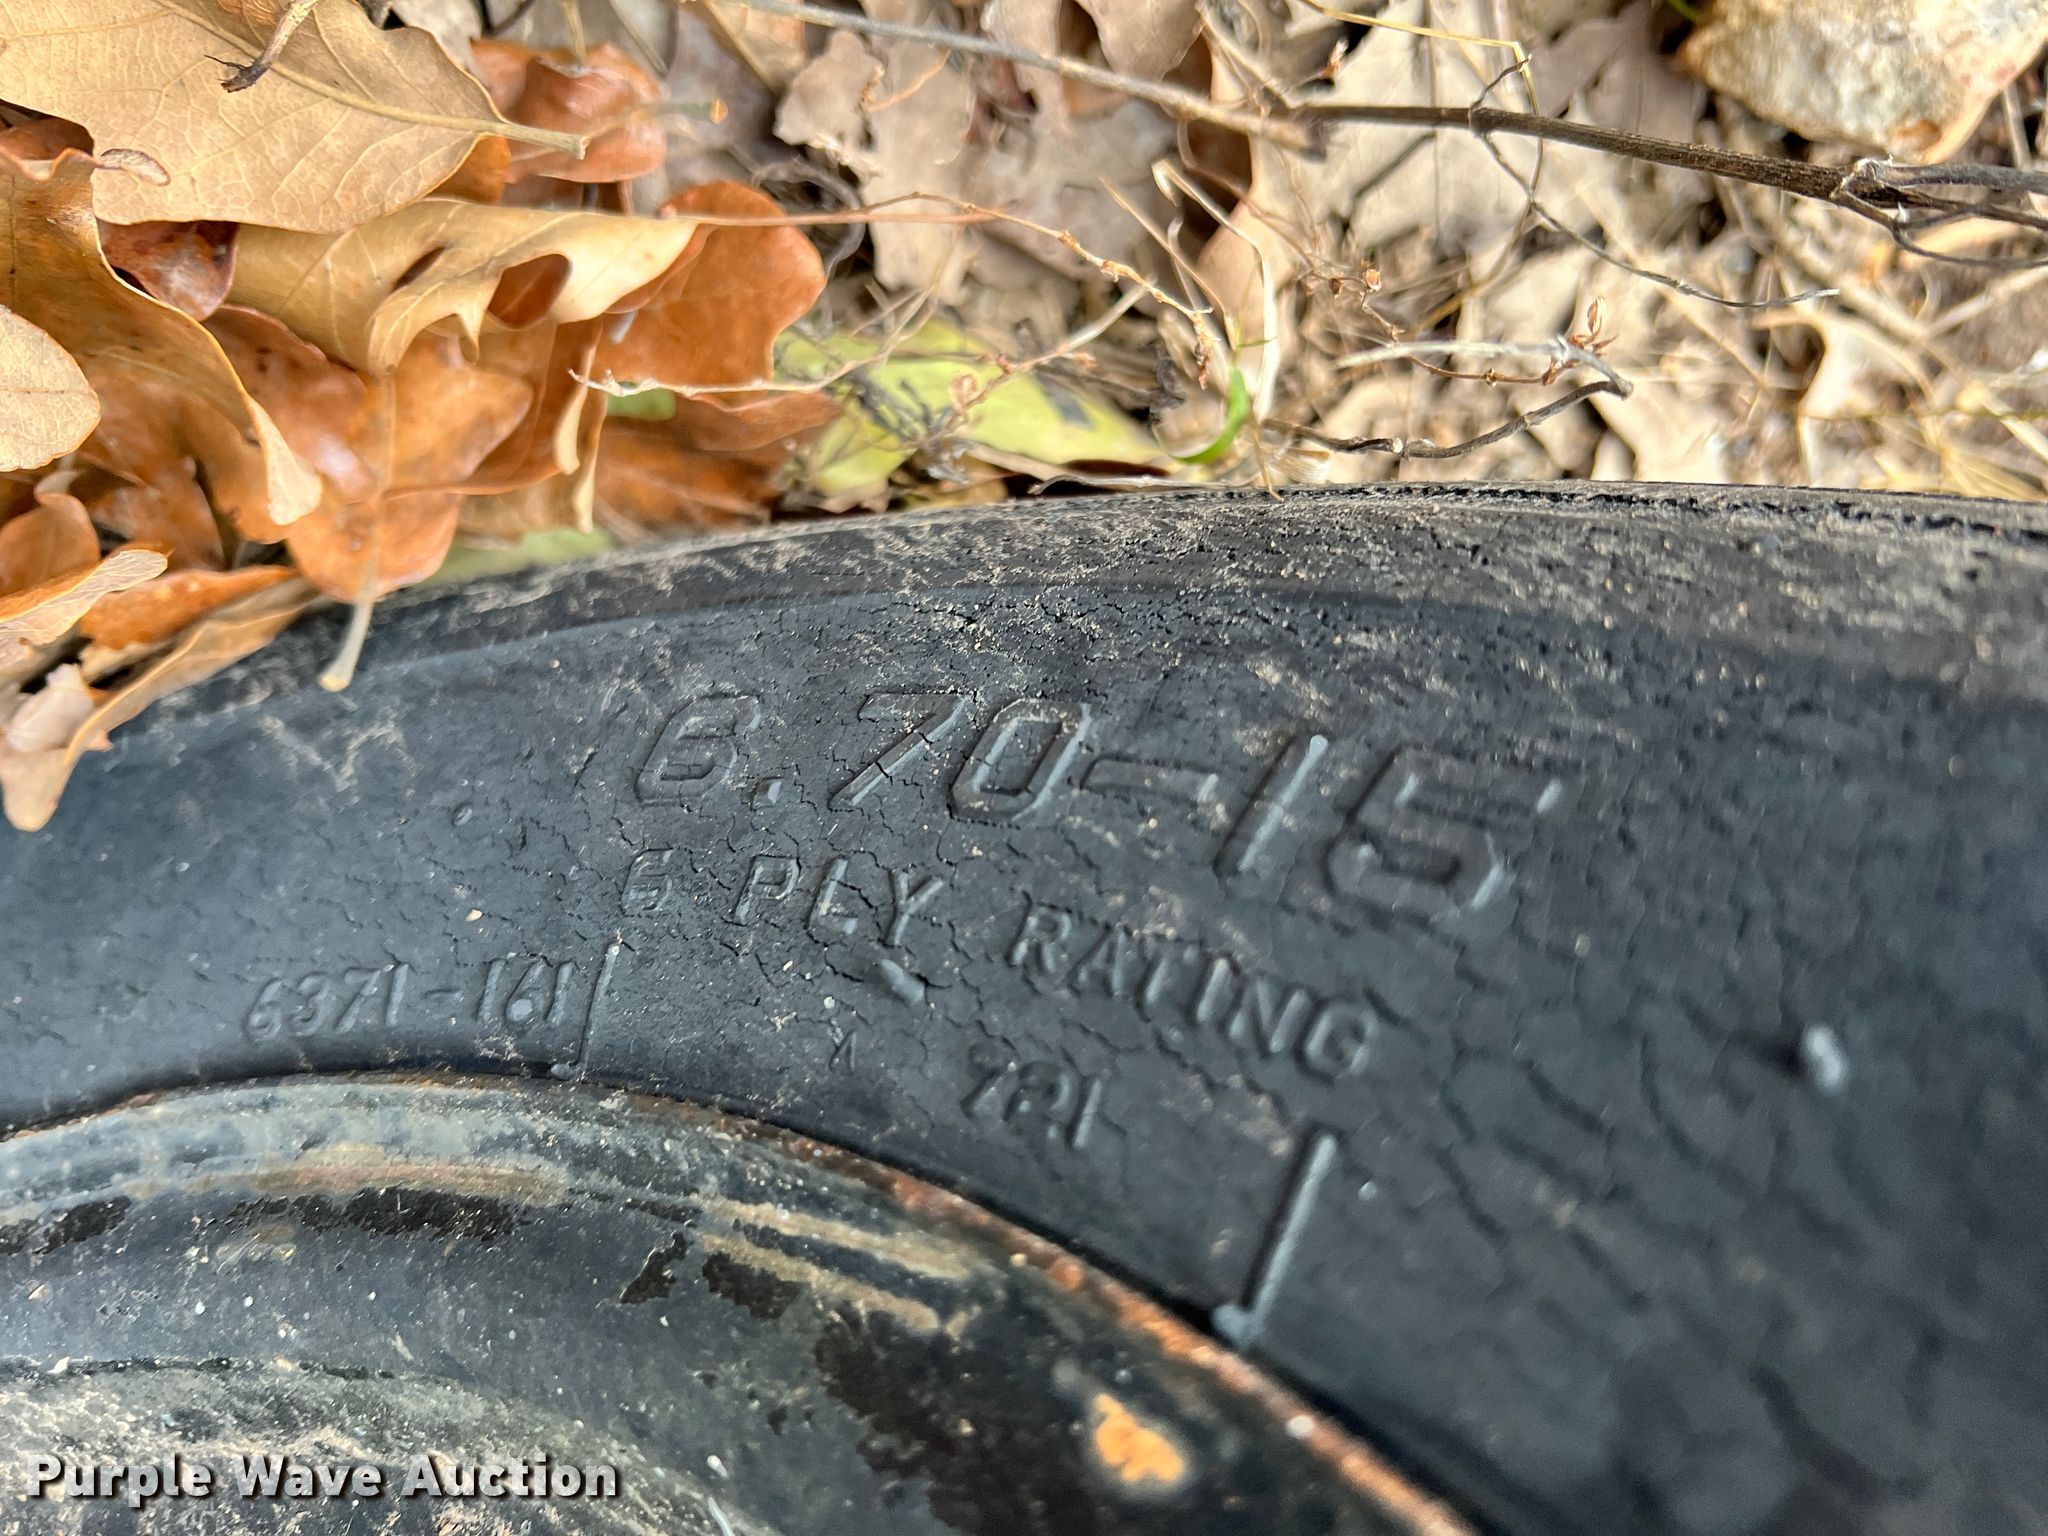 6.70-15
6 PLY RATING
6371-161
721
Purple Wave Auction